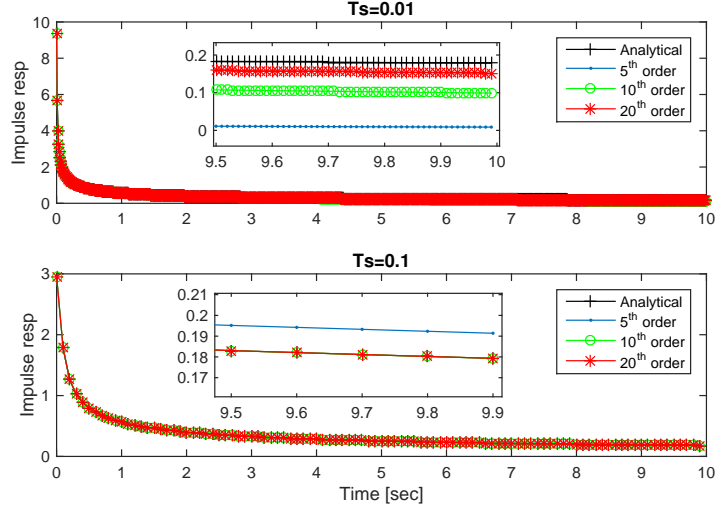 Ts=0.01
Impulse resp
10
8
6
4
2
0
0 1 2 3 4 5 6 7 8 9 10
0.2
0.1
0
9.5 9.6 9.7 9.8 9.9 10
Analytical
5th order
10th order
20th order
Ts=0.1
Impulse resp
3
2
1
0
0 1 2 3 4 5 6 7 8 9 10
0.21
0.2
0.19
0.18
0.17
9.5 9.6 9.7 9.8 9.9
Analytical
5th order
10th order
20th order
Time [sec]